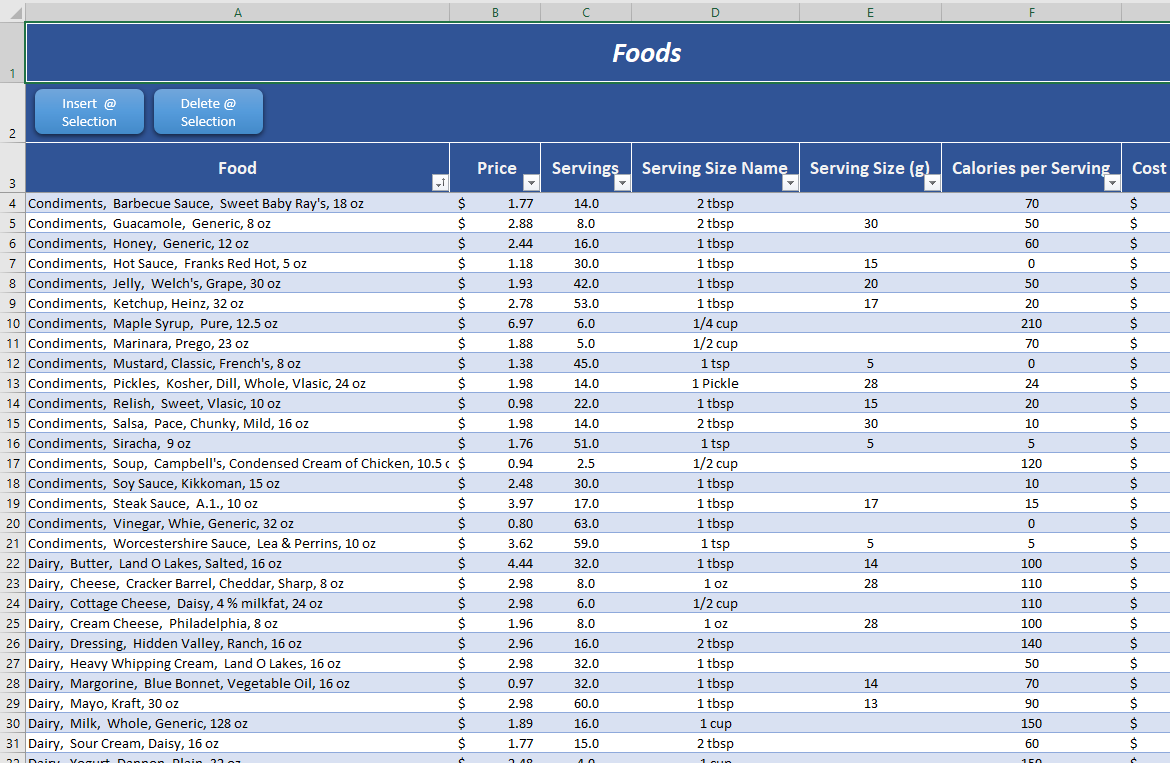 A B C D E F
1 Foods
2 Insert @ Selection Delete @ Selection
3 Food Price Servings Serving Size Name Serving Size (g) Calories per Serving Cost
4 Condiments, Barbecue Sauce, Sweet Baby Ray's, 18 oz $ 1.77 14.0 2 tbsp 70 $
5 Condiments, Guacamole, Generic, 8 oz $ 2.88 8.0 2 tbsp 30 50 $
6 Condiments, Honey, Generic, 12 oz $ 2.44 16.0 1 tbsp 60 $
7 Condiments, Hot Sauce, Franks Red Hot, 5 oz $ 1.18 30.0 1 tbsp 15 0 $
8 Condiments, Jelly, Welch's, Grape, 30 oz $ 1.93 42.0 1 tbsp 20 50 $
9 Condiments, Ketchup, Heinz, 32 oz $ 2.78 53.0 1 tbsp 17 20 $
10 Condiments, Maple Syrup, Pure, 12.5 oz $ 6.97 6.0 1/4 cup 210 $
11 Condiments, Marinara, Prego, 23 oz $ 1.88 5.0 1/2 cup 70 $
12 Condiments, Mustard, Classic, French's, 8 oz $ 1.38 45.0 1 tsp 5 0 $
13 Condiments, Pickles, Kosher, Dill, Whole, Vlasic, 24 oz $ 1.98 14.0 1 Pickle 28 24 $
14 Condiments, Relish, Sweet, Vlasic, 10 oz $ 0.98 22.0 1 tbsp 15 20 $
15 Condiments, Salsa, Pace, Chunky, Mild, 16 oz $ 1.98 14.0 2 tbsp 30 10 $
16 Condiments, Siracha, 9 oz $ 1.76 51.0 1 tsp 5 5 $
17 Condiments, Soup, Campbell's, Condensed Cream of Chicken, 10.5 $ 0.94 2.5 1/2 cup 120 $
18 Condiments, Soy Sauce, Kikkoman, 15 oz $ 2.48 30.0 1 tbsp 10 $
19 Condiments, Steak Sauce, A.1., 10 oz $ 3.97 17.0 1 tbsp 17 15 $
20 Condiments, Vinegar, Whie, Generic, 32 oz $ 0.80 63.0 1 tbsp 0 $
21 Condiments, Worcestershire Sauce, Lea & Perrins, 10 oz $ 3.62 59.0 1 tsp 5 5 $
22 Dairy, Butter, Land O Lakes, Salted, 16 oz $ 4.44 32.0 1 tbsp 14 100 $
23 Dairy, Cheese, Cracker Barrel, Cheddar, Sharp, 8 oz $ 2.98 8.0 1 oz 28 110 $
24 Dairy, Cottage Cheese, Daisy, 4 % milkfat, 24 oz $ 2.98 6.0 1/2 cup 110 $
25 Dairy, Cream Cheese, Philadelphia, 8 oz $ 1.96 8.0 1 oz 28 100 $
26 Dairy, Dressing, Hidden Valley, Ranch, 16 oz $ 2.96 16.0 2 tbsp 140 $
27 Dairy, Heavy Whipping Cream, Land O Lakes, 16 oz $ 2.98 32.0 1 tbsp 50 $
28 Dairy, Margorine, Blue Bonnet, Vegetable Oil, 16 oz $ 0.97 32.0 1 tbsp 14 70 $
29 Dairy, Mayo, Kraft, 30 oz $ 2.98 60.0 1 tbsp 13 90 $
30 Dairy, Milk, Whole, Generic, 128 oz $ 1.89 16.0 1 cup 150 $
31 Dairy, Sour Cream, Daisy, 16 oz $ 1.77 15.0 2 tbsp 60 $
32 Dairy, Yogurt, Dannon, Plain, 32 oz $ 2.48 4.0 1 cup 150 $